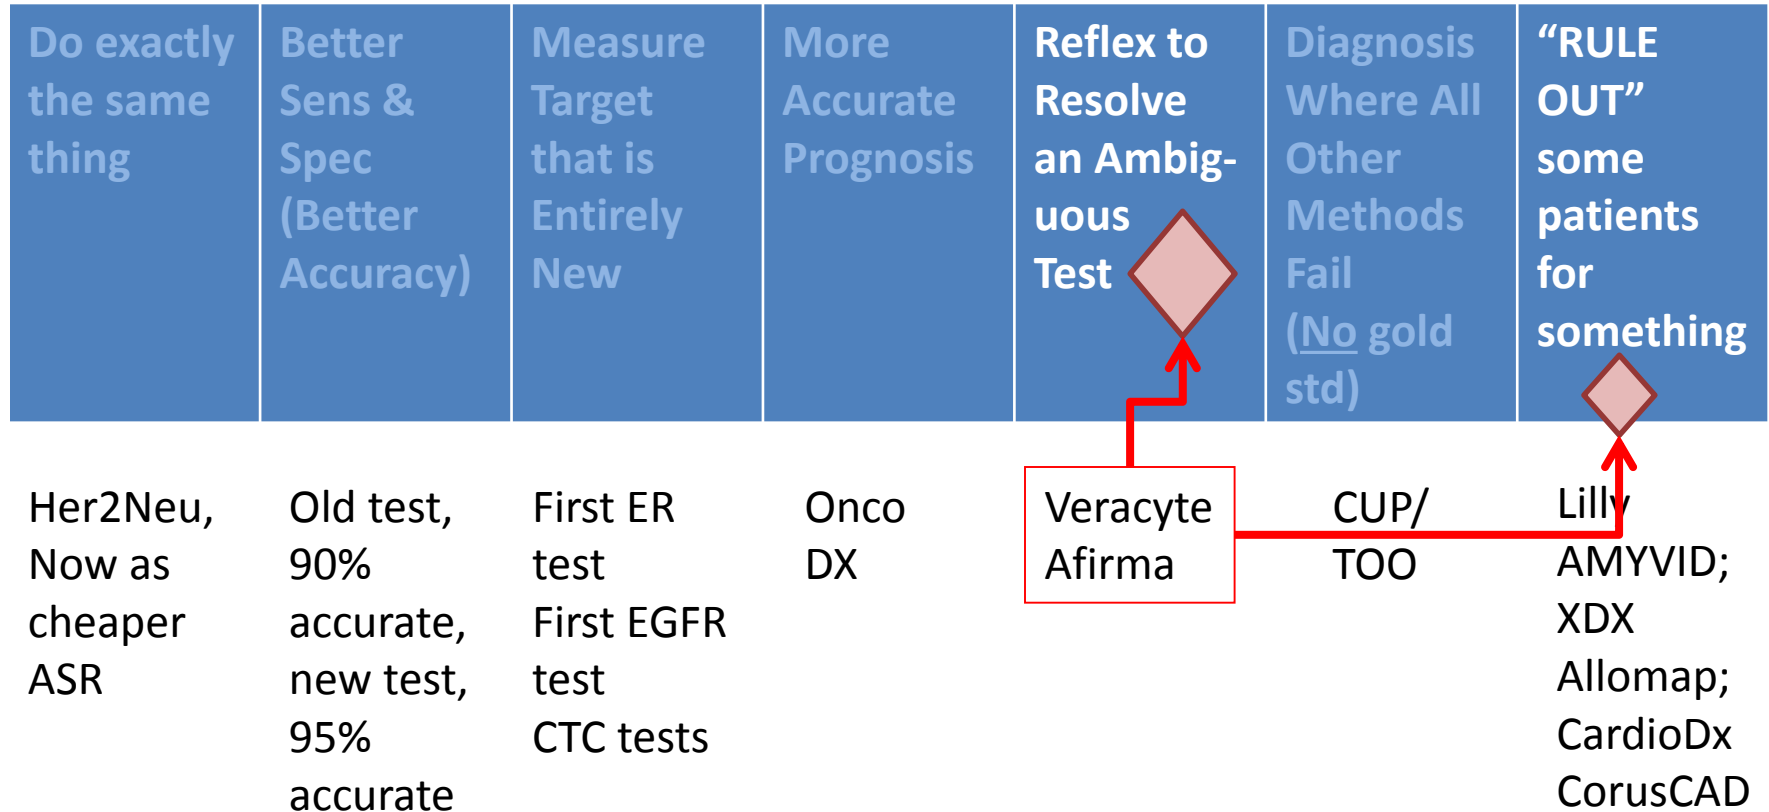 Do exactly
the same
thing
Better
Sens &
Spec
(Better
Accuracy)
Measure
Target
that is
Entirely
New
More
Accurate
Prognosis
Reflex to
Resolve
an Ambig-
uous
Test
Diagnosis
Where All
Other
Methods
Fail
(No gold
std)
“RULE
OUT”
some
patients
for
something
Her2Neu,
Now as
cheaper
ASR
Old test,
90%
accurate,
new test,
95%
accurate
First ER
test
First EGFR
test
CTC tests
Onco
DX
Veracyte
Afirma
CUP/
TOO
Lilly
AMYVID;
XDX
Allomap;
CardioDx
CorusCAD